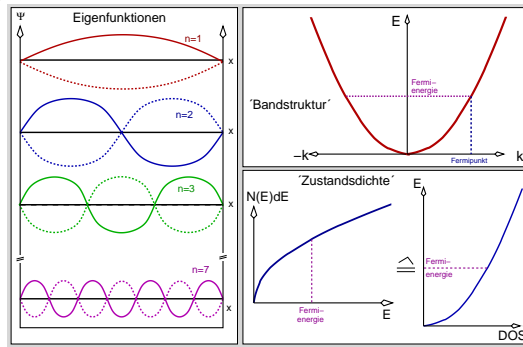 Ψ Eigenfunktionen
n=1
x
n=2
x
n=3
x
n=7
x
E
Fermi-
energie
´Bandstruktur´
−k
Fermipunkt
k
´Zustandsdichte´
N(E)dE
E
Fermi-
energie
E
Fermi-
energie
DOS